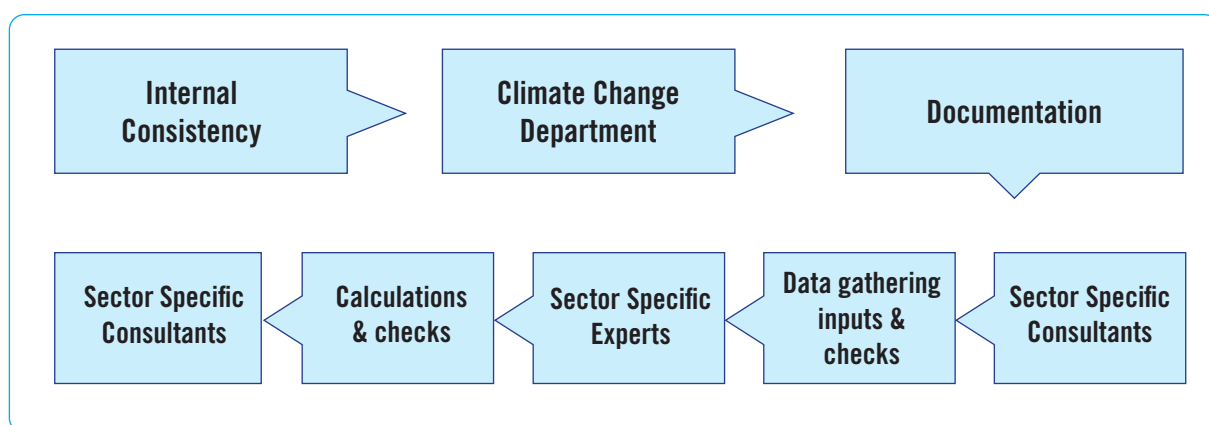 Internal
Consistency
Climate Change
Department
Documentation
Sector Specific
Consultants
Calculations
& checks
Sector Specific
Experts
Data gathering
inputs &
checks
Sector Specific
Consultants